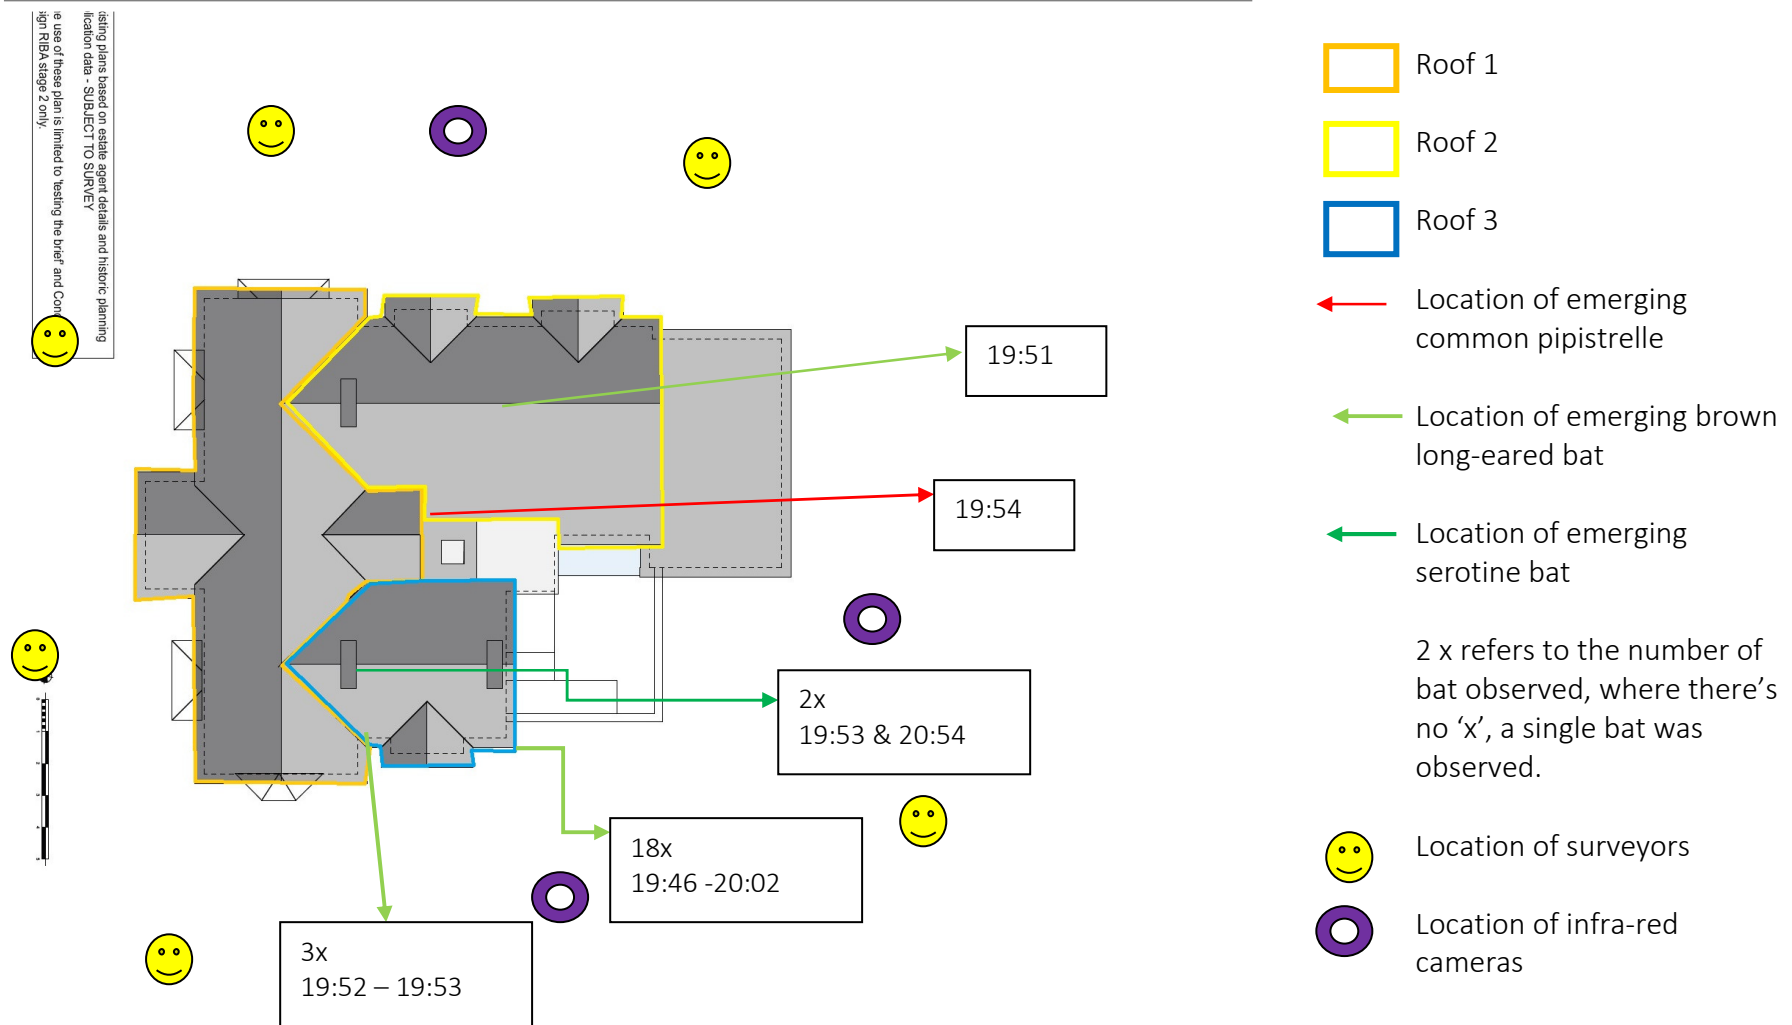 isting plans based on estate agent details and historic planning
lication data - SUBJECT TO SURVEY
e use of these plan is limited to 'testing the brief' and
ign RIBA stage 2 only.
19:51
19:54
2x
19:53 & 20:54
18x
19:46 -20:02
3x
19:52 – 19:53
Roof 1
Roof 2
Roof 3
Location of emerging
common pipistrelle
Location of emerging brown
long-eared bat
Location of emerging
serotine bat
2 x refers to the number of
bat observed, where there’s
no ‘x’, a single bat was
observed.
Location of surveyors
Location of infra-red
cameras